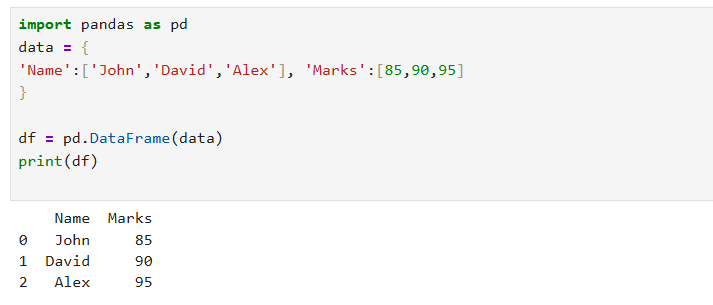 import pandas as pd
data = {
'Name':['John','David','Alex'], 'Marks':[85,90,95]
}
df = pd.DataFrame(data)
print(df)
Name Marks
0 John 85
1 David 90
2 Alex 95